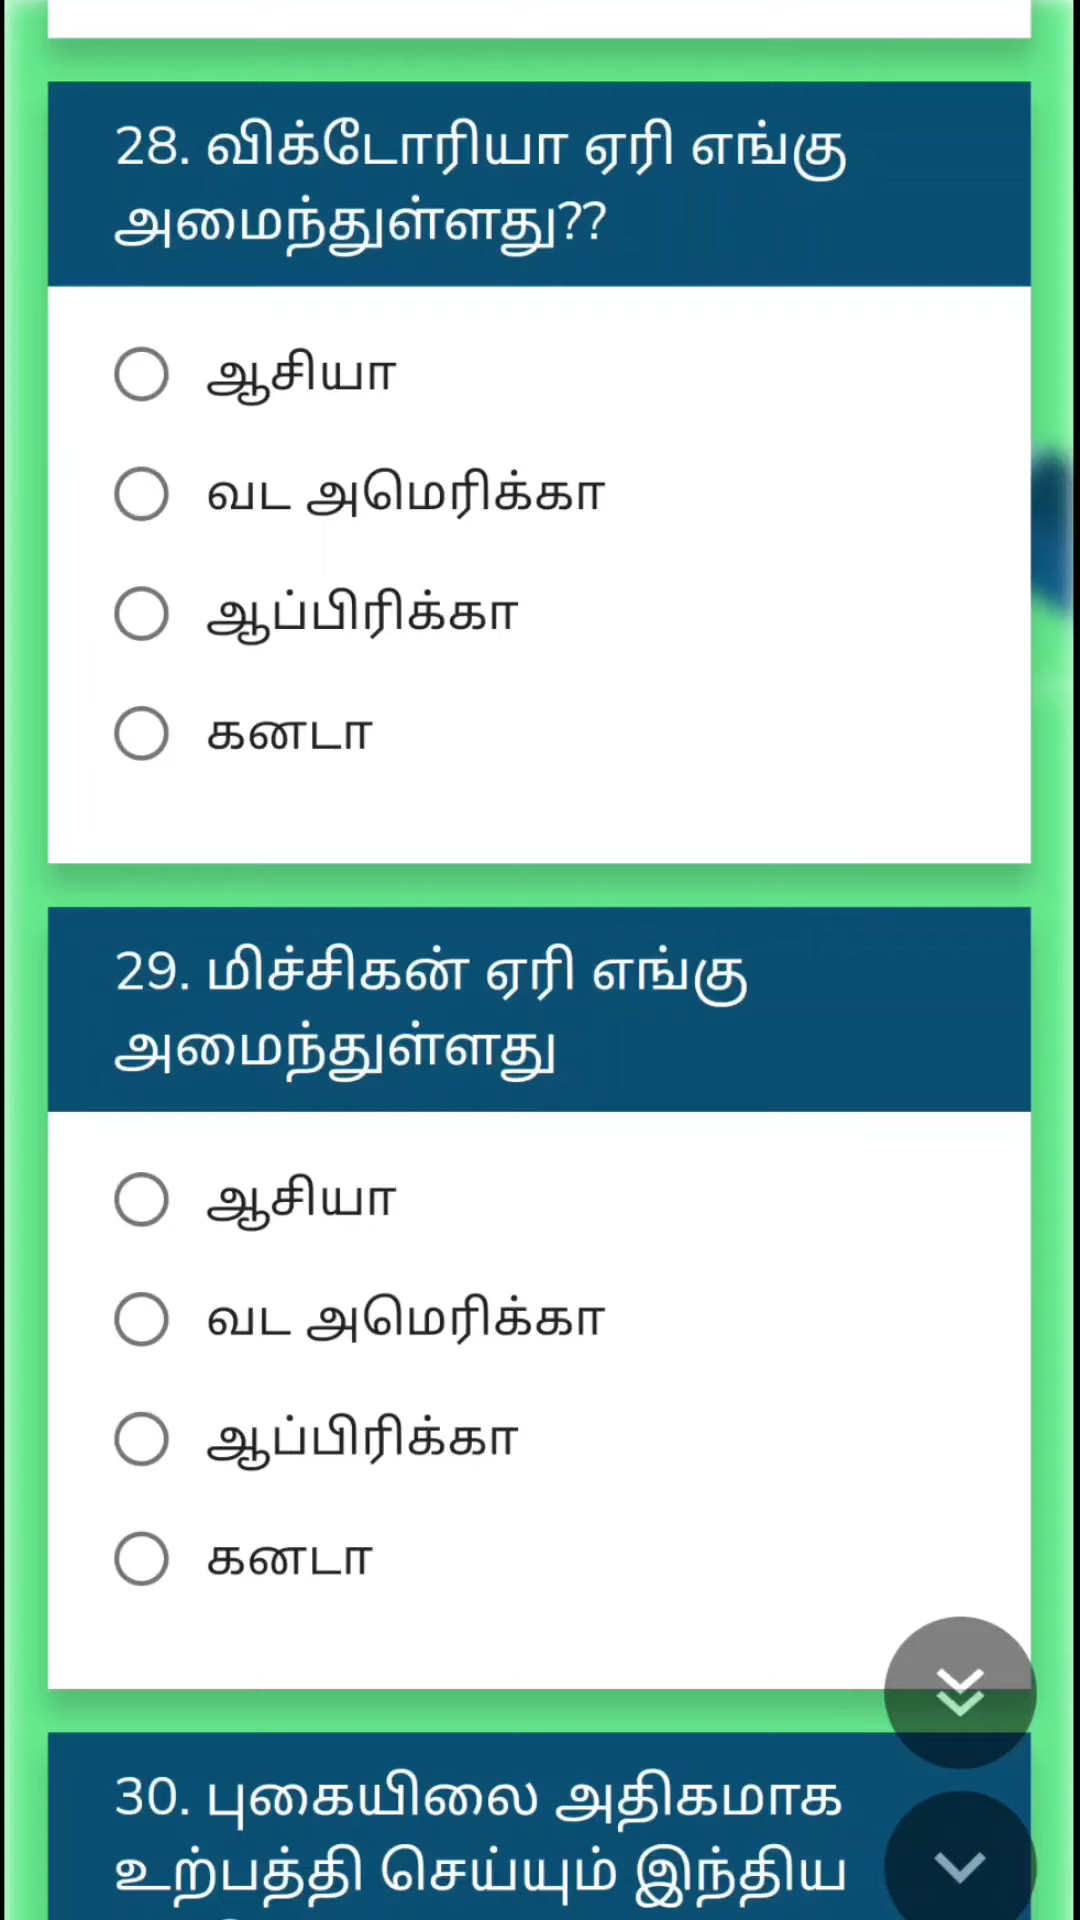 28. விக்டோரியா ஏரி எங்கு
அமைந்துள்ளது??
ஆசியா
வட அமெரிக்கா
ஆப்பிரிக்கா
கனடா
29. மிச்சிகன் ஏரி எங்கு
அமைந்துள்ளது
ஆசியா
வட அமெரிக்கா
ஆப்பிரிக்கா
கனடா
30. புகையிலை அதிகமாக
உற்பத்தி செய்யும் இந்திய